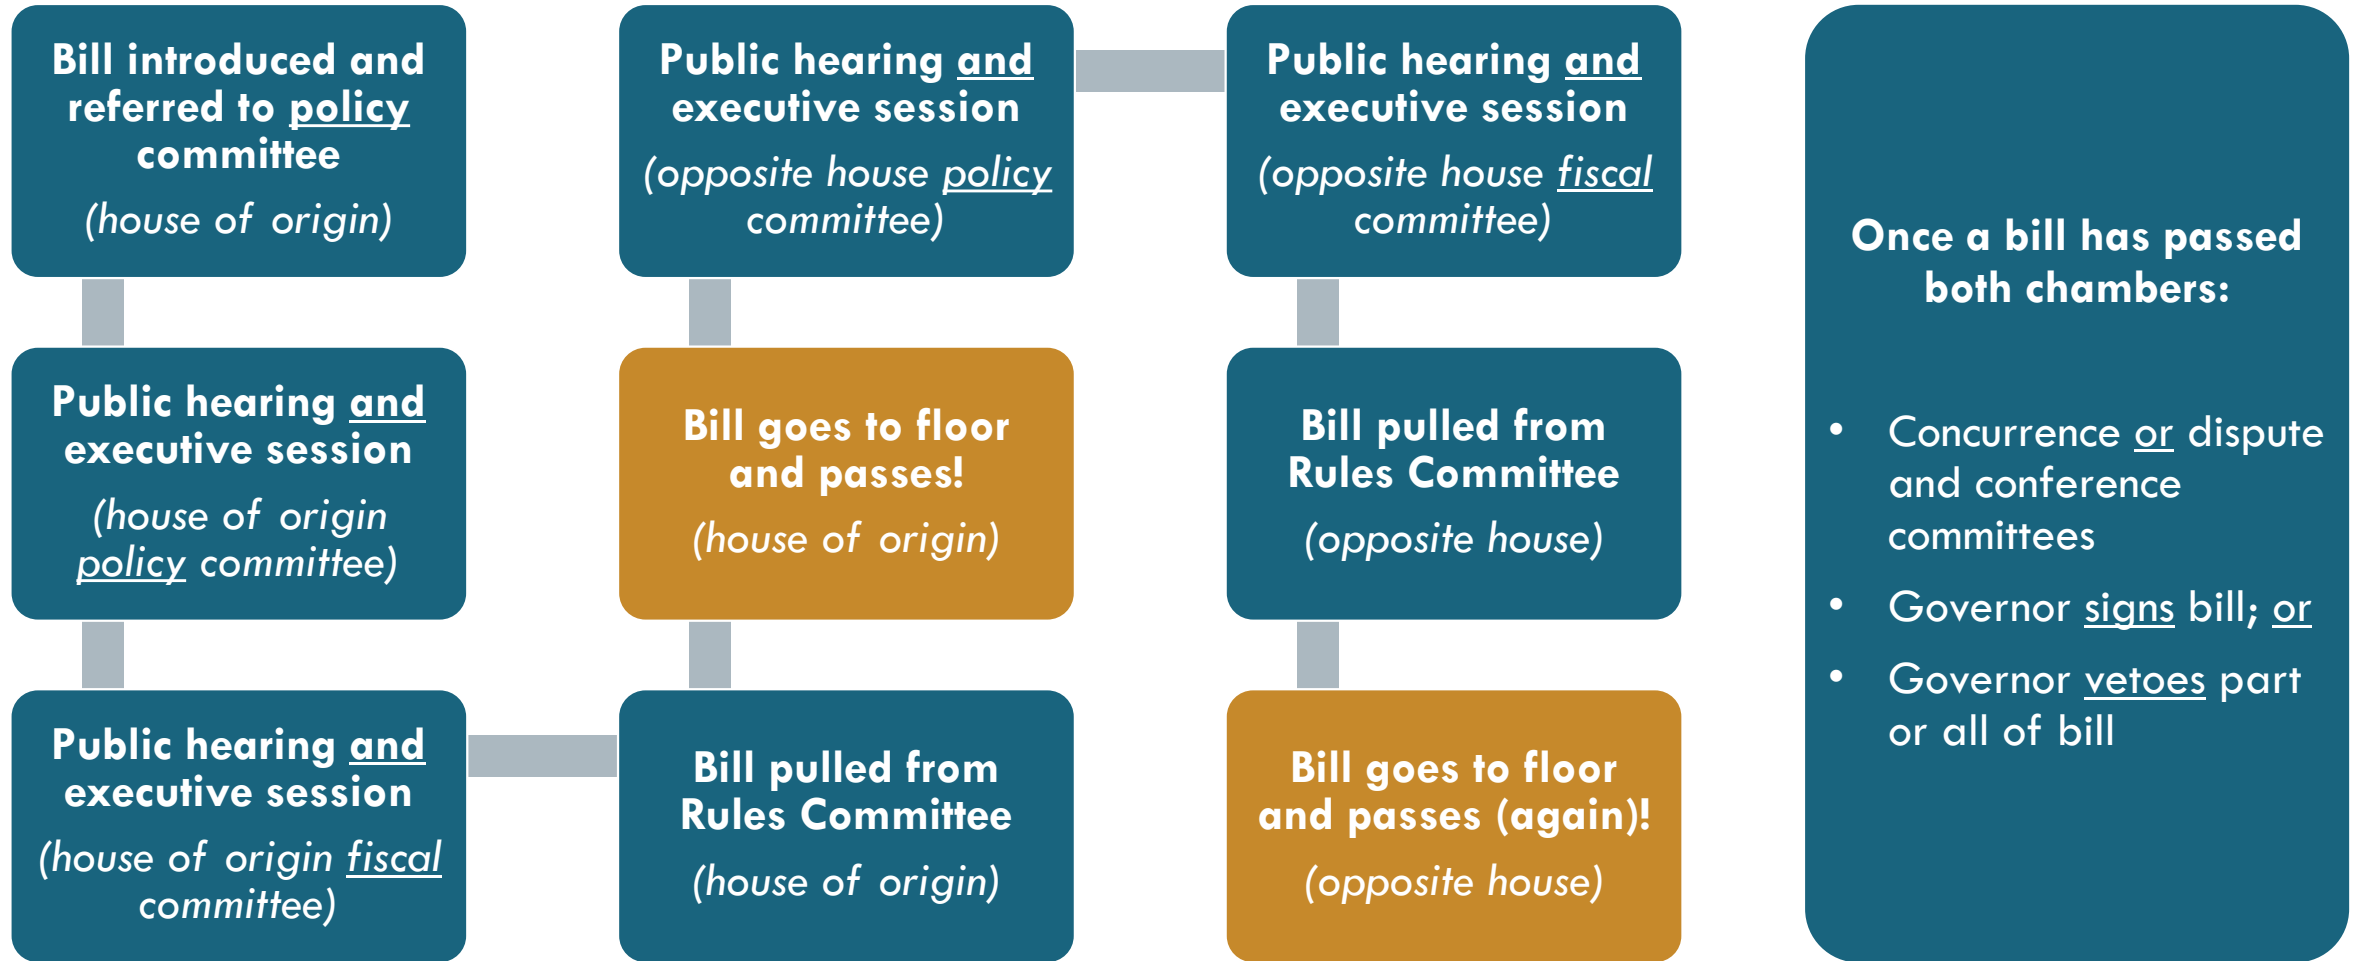 Bill introduced and
referred to policy
committee
(house of origin)
Public hearing and
executive session
(house of origin
policy committee)
Public hearing and
executive session
(house of origin fiscal
committee)
Bill pulled from
Rules Committee
(house of origin)
Bill goes to floor
and passes!
(house of origin)
Public hearing and
executive session
(opposite house policy
committee)
Public hearing and
executive session
(opposite house fiscal
committee)
Bill pulled from
Rules Committee
(opposite house)
Bill goes to floor
and passes (again)!
(opposite house)
Once a bill has passed
both chambers:
• Concurrence or dispute
and conference
committees
• Governor signs bill; or
• Governor vetoes part
or all of bill